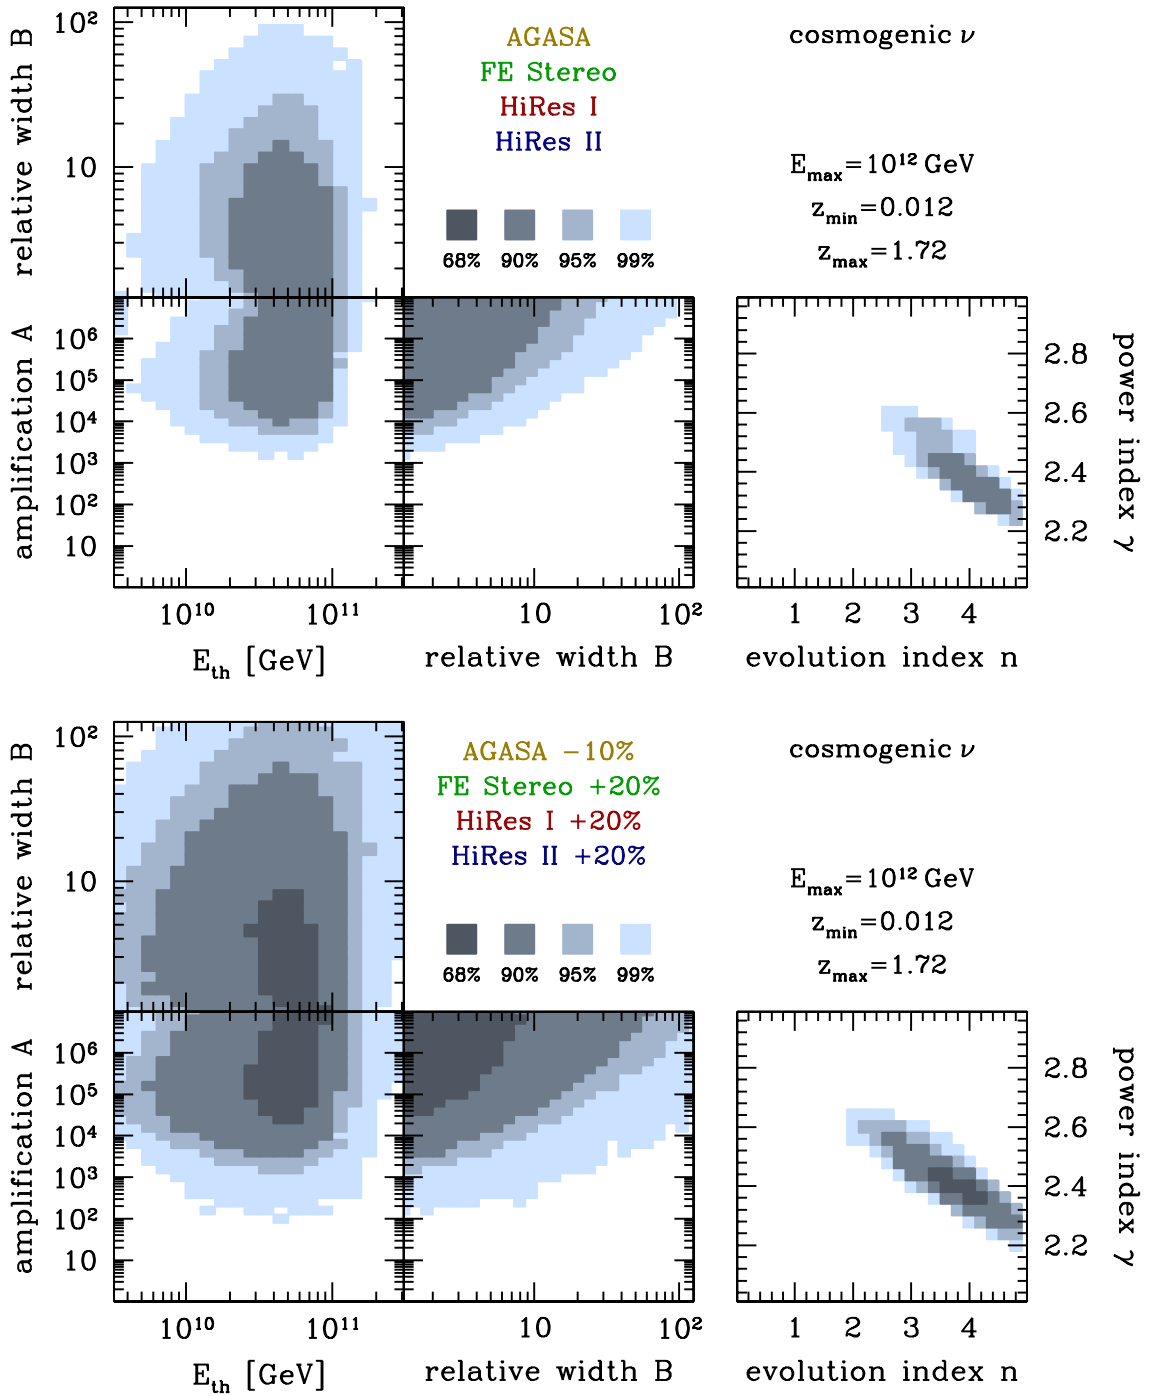 10²
10
relative width B
AGASA
FE Stereo
HiRes I
HiRes II
68% 90% 95% 99%
cosmogenic ν
E_max=10¹² GeV
z_min=0.012
z_max=1.72
10⁶
10⁵
10⁴
10³
10²
10
amplification A
10¹⁰ 10¹¹
E_th [GeV]
10 10²
relative width B
2.8
2.6
2.4
2.2
power index γ
1 2 3 4
evolution index n
10²
10
relative width B
AGASA −10%
FE Stereo +20%
HiRes I +20%
HiRes II +20%
68% 90% 95% 99%
cosmogenic ν
E_max=10¹² GeV
z_min=0.012
z_max=1.72
10⁶
10⁵
10⁴
10³
10²
10
amplification A
10¹⁰ 10¹¹
E_th [GeV]
10 10²
relative width B
2.8
2.6
2.4
2.2
power index γ
1 2 3 4
evolution index n